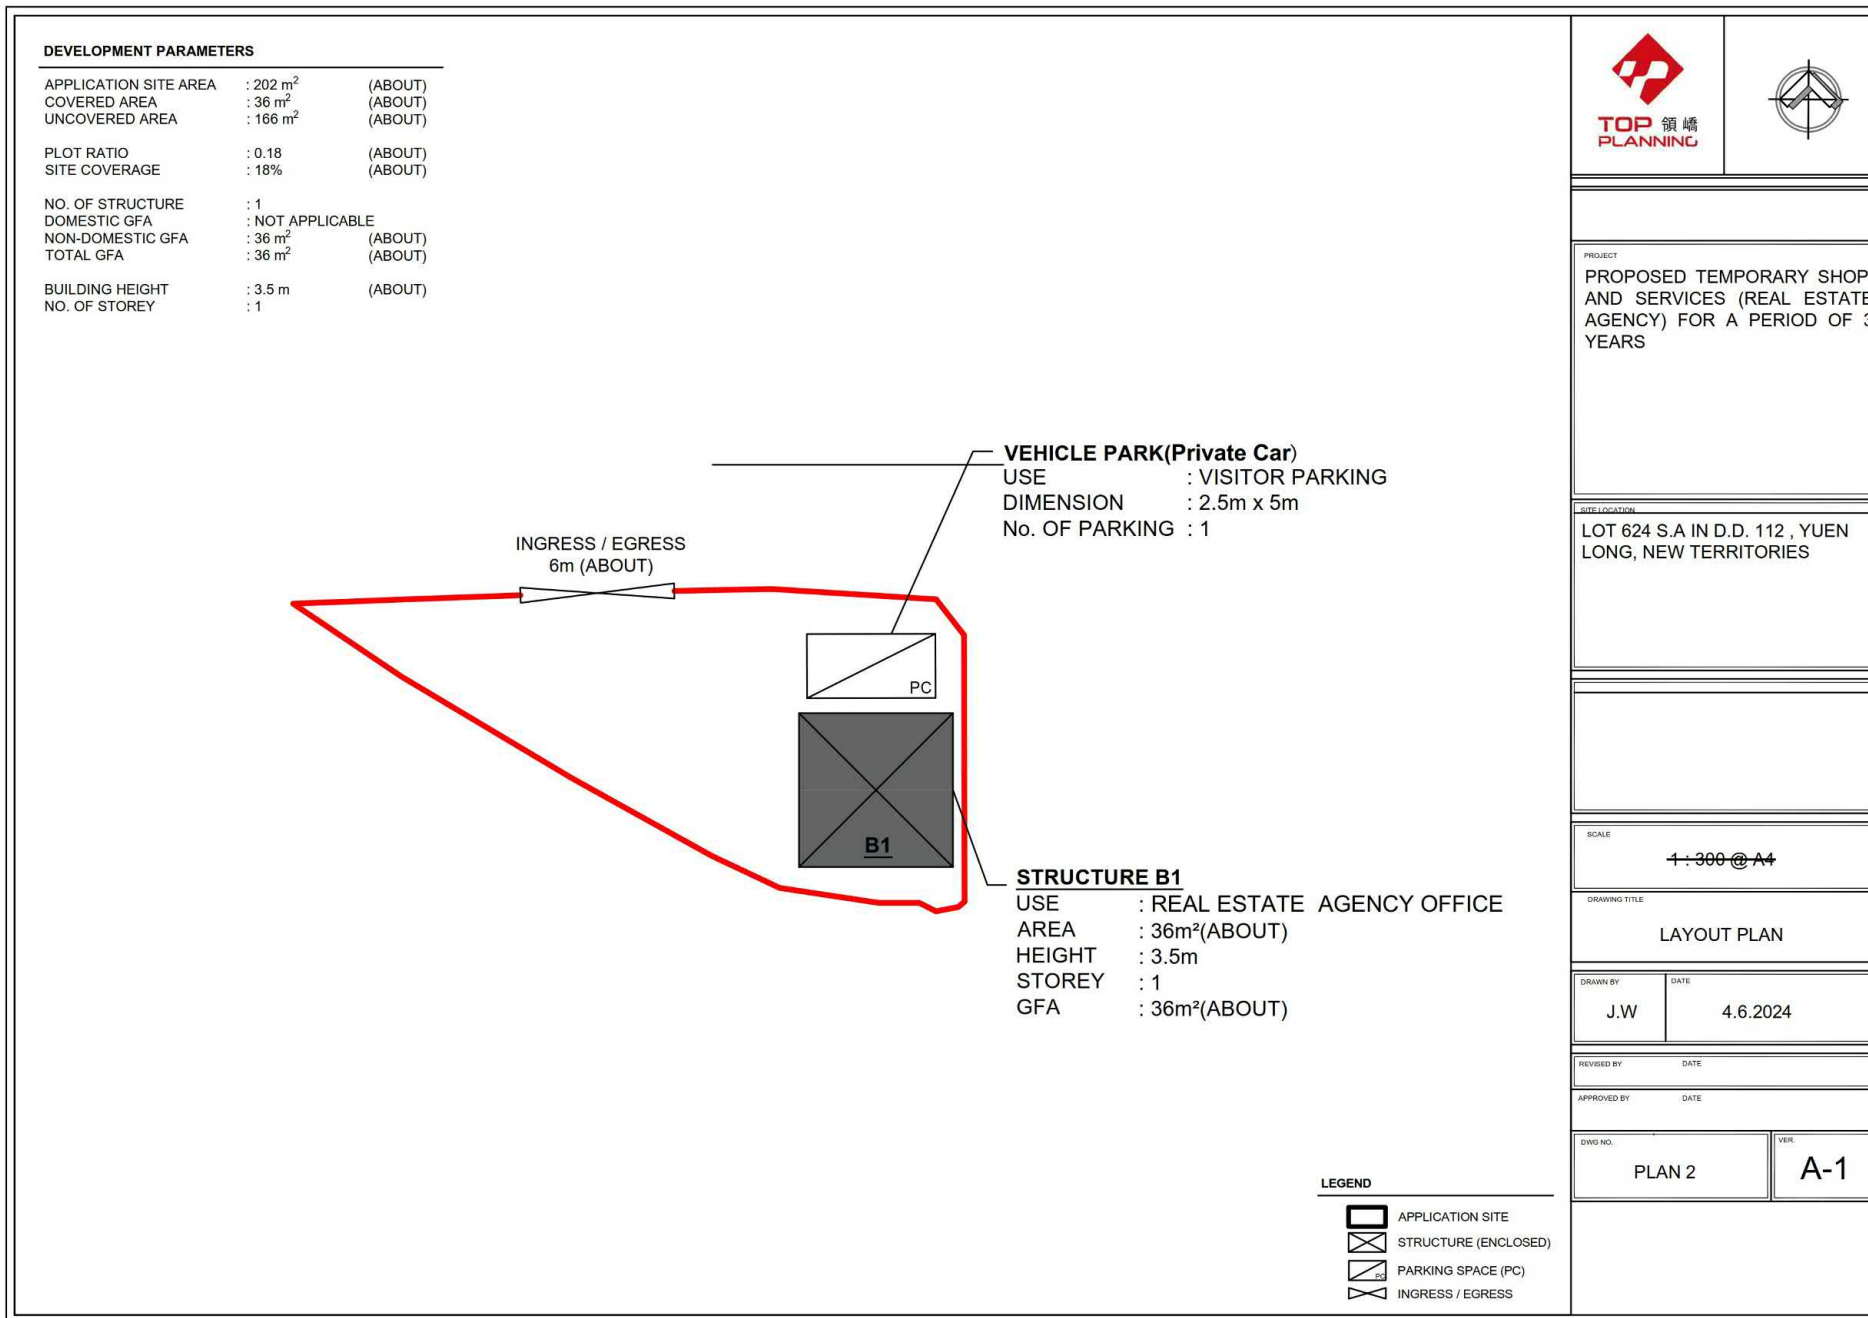 DEVELOPMENT PARAMETERS
APPLICATION SITE AREA : 202 m² (ABOUT)
COVERED AREA : 36 m² (ABOUT)
UNCOVERED AREA : 166 m² (ABOUT)
PLOT RATIO : 0.18 (ABOUT)
SITE COVERAGE : 18% (ABOUT)
NO. OF STRUCTURE : 1
DOMESTIC GFA : NOT APPLICABLE
NON-DOMESTIC GFA : 36 m² (ABOUT)
TOTAL GFA : 36 m² (ABOUT)
BUILDING HEIGHT : 3.5 m (ABOUT)
NO. OF STOREY : 1
VEHICLE PARK(Private Car)
USE : VISITOR PARKING
DIMENSION : 2.5m x 5m
No. OF PARKING : 1
INGRESS / EGRESS
6m (ABOUT)
PC
B1
STRUCTURE B1
USE : REAL ESTATE AGENCY OFFICE
AREA : 36m²(ABOUT)
HEIGHT : 3.5m
STOREY : 1
GFA : 36m²(ABOUT)
LEGEND
APPLICATION SITE
STRUCTURE (ENCLOSED)
PC PARKING SPACE (PC)
INGRESS / EGRESS
TOP 領嶠
PLANNING
PROJECT
PROPOSED TEMPORARY SHOP
AND SERVICES (REAL ESTATE
AGENCY) FOR A PERIOD OF 3
YEARS
SITE LOCATION
LOT 624 S.A IN D.D. 112 , YUEN
LONG, NEW TERRITORIES
SCALE
1 : 300 @ A4
DRAWING TITLE
LAYOUT PLAN
DRAWN BY DATE
J.W 4.6.2024
REVISED BY DATE
APPROVED BY DATE
DWG NO. VER.
PLAN 2 A-1